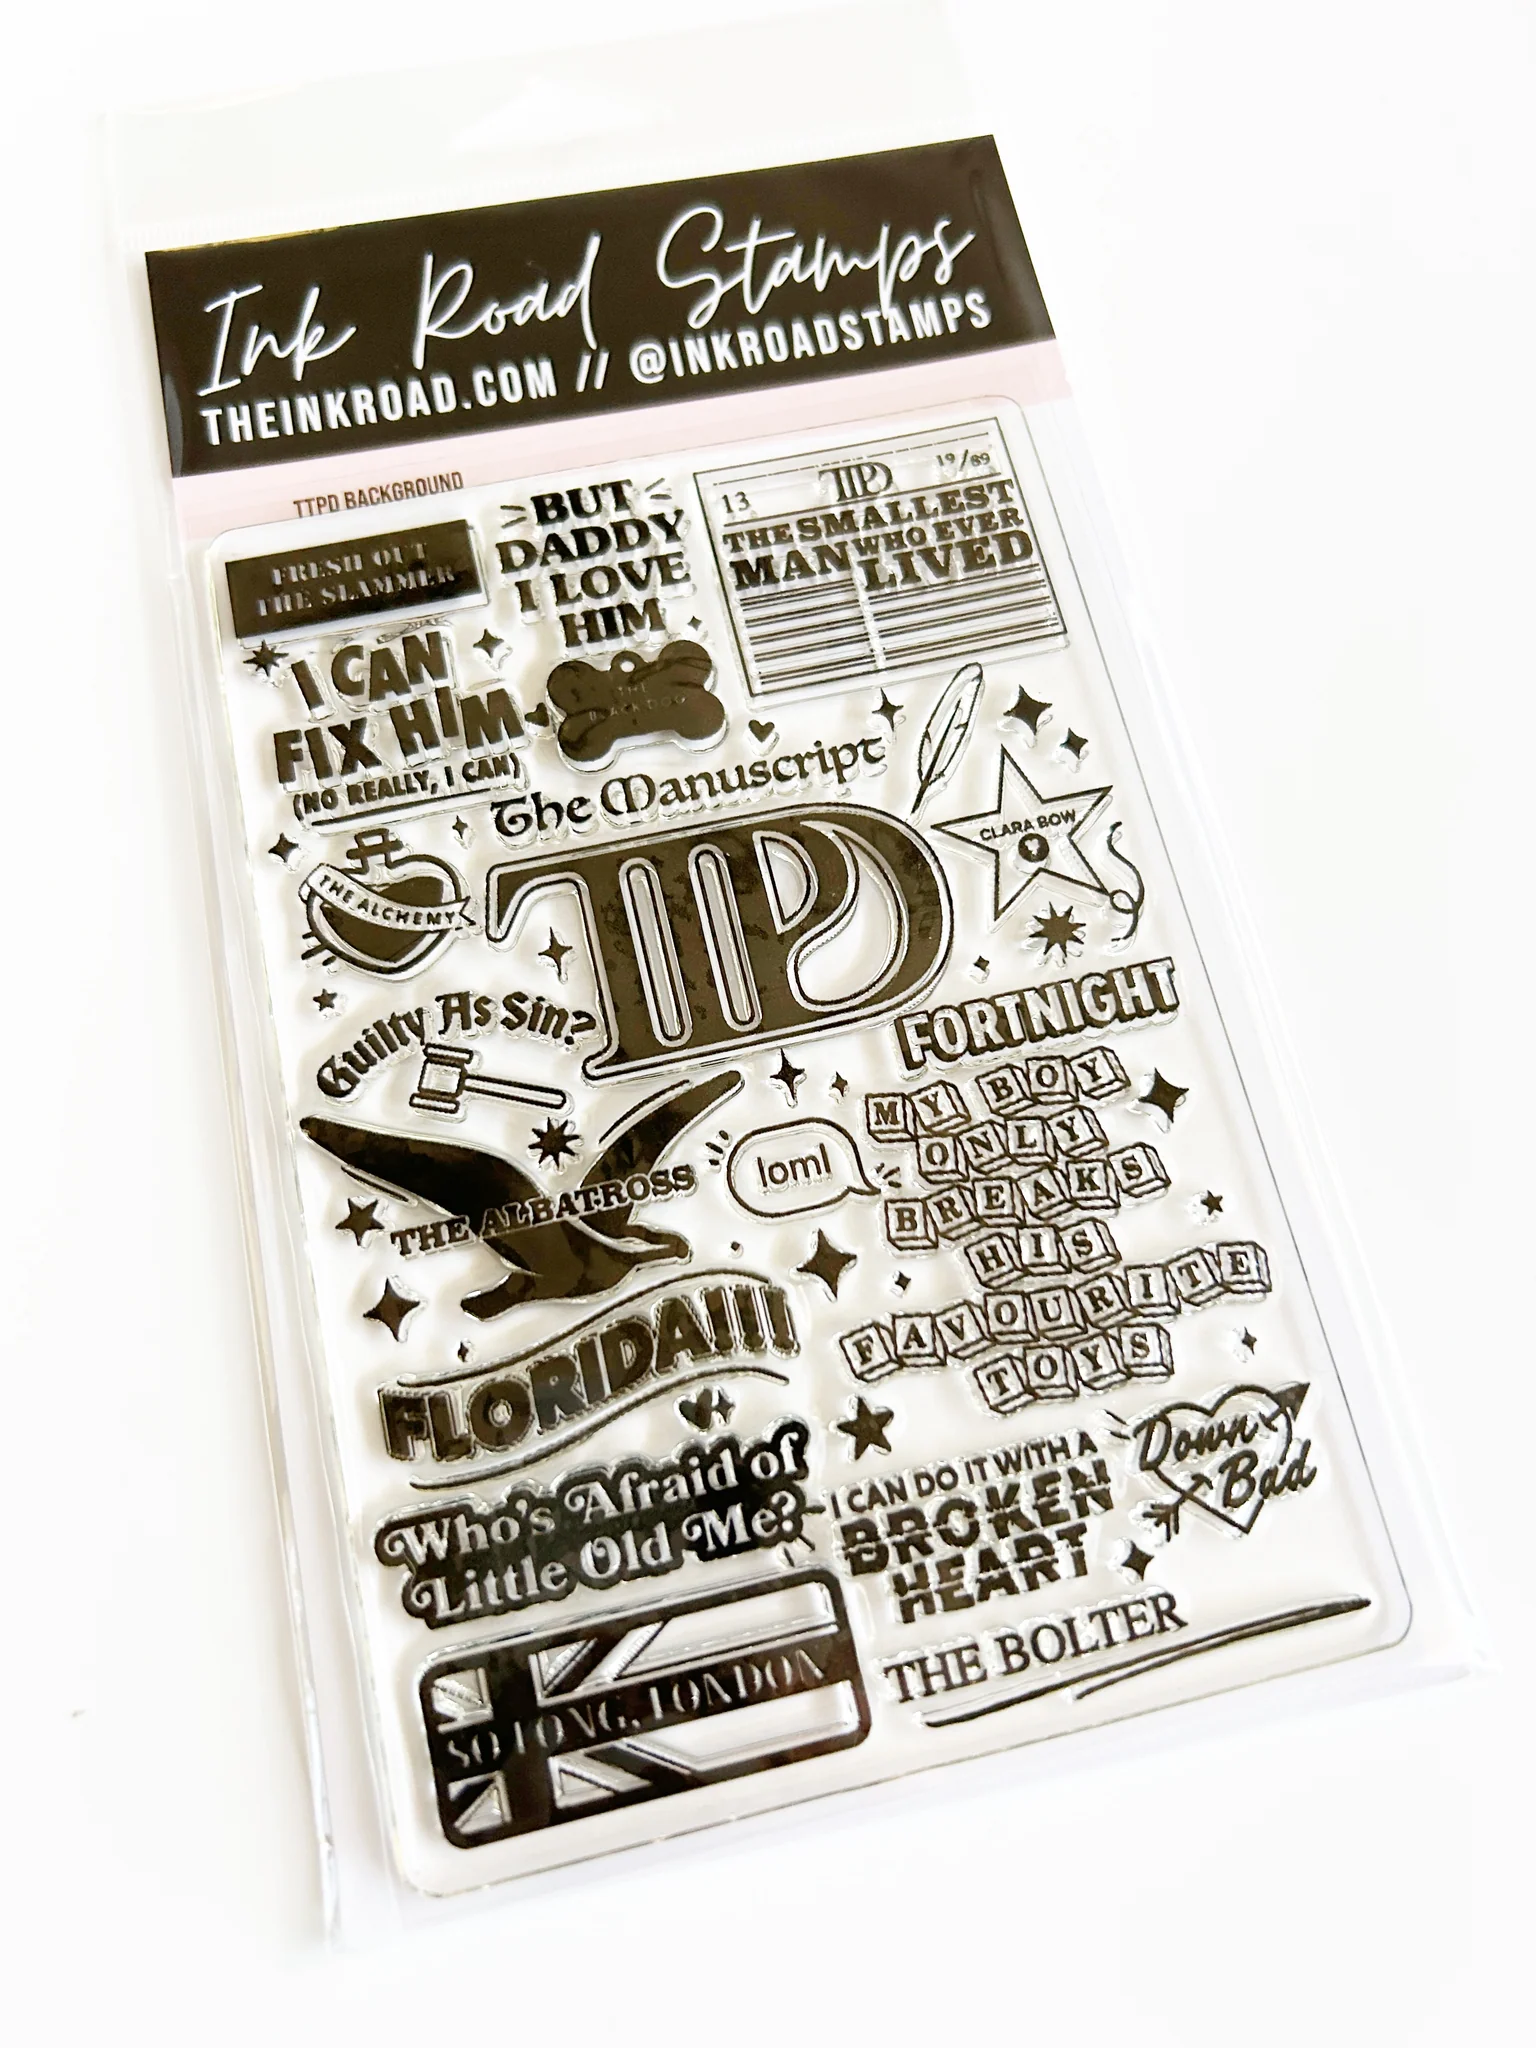 Ink Road Stamps
THEINKROAD.COM // @INKROADSTAMPS
TTPD BACKGROUND
FRESH OUT
THE SLAMMER
BUT
DADDY
I LOVE
HIM
13
TTPD
19/89
THE SMALLEST
MAN WHO EVER
LIVED
I CAN
FIX HIM
(NO REALLY, I CAN)
THE
BLACK DOG
The Manuscript
THE ALCHEMY
TTPD
CLARA BOW
Guilty As Sin?
FORTNIGHT
THE ALBATROSS
loml
MY BOY
ONLY
BREAKS
HIS
FAVOURITE
TOYS
FLORIDA!!!
Who's Afraid of
Little Old Me?
I CAN DO IT WITH A
BROKEN
HEART
Down
Bad
SO LONG, LONDON
THE BOLTER